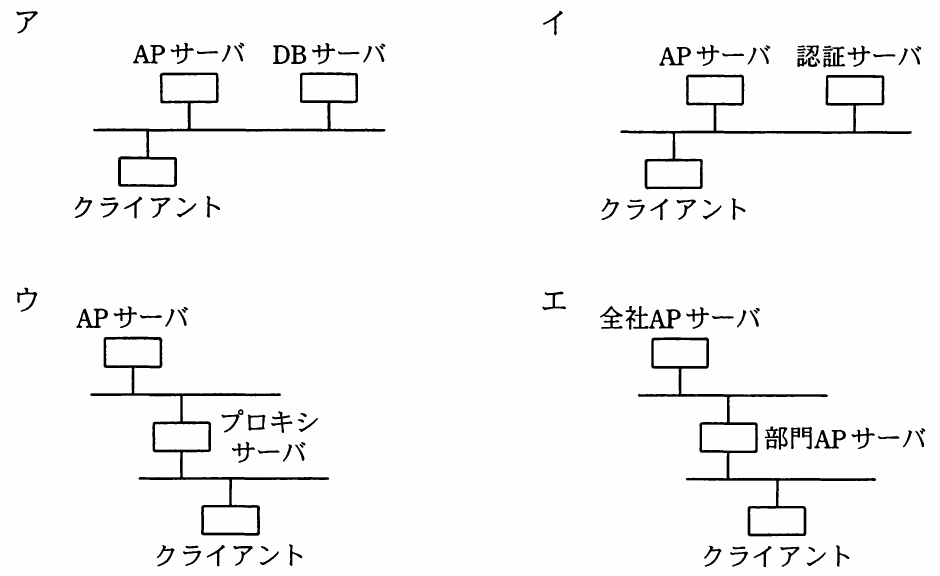 ア
APサーバ DBサーバ
クライアント
イ
APサーバ 認証サーバ
クライアント
ウ
APサーバ
プロキシ
サーバ
クライアント
エ
全社APサーバ
部門APサーバ
クライアント